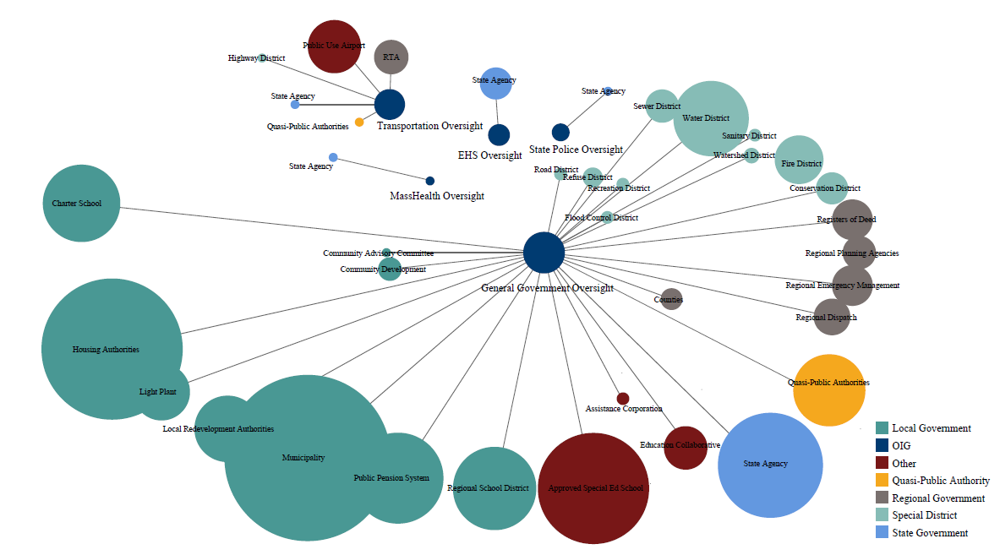 Public Use Airport
Highway District
RTA
State Agency
State Agency
State Agency
Quasi-Public Authorities
Transportation Oversight
Sewer District
Water District
Sanitary District
EHS Oversight
State Police Oversight
Watershed District
State Agency
Fire District
Road District
Refuse District
Recreation District
Conservation District
MassHealth Oversight
Charter School
Flood Control District
Registers of Deed
Community Advisory Committee
Regional Planning Agencies
Community Development
General Government Oversight
Regional Emergency Management
Counties
Regional Dispatch
Housing Authorities
Quasi-Public Authorities
Light Plant
Assistance Corporation
Local Redevelopment Authorities
Education Collaborative
Municipality
State Agency
Public Pension System
Regional School District
Approved Special Ed School
Local Government
OIG
Other
Quasi-Public Authority
Regional Government
Special District
State Government